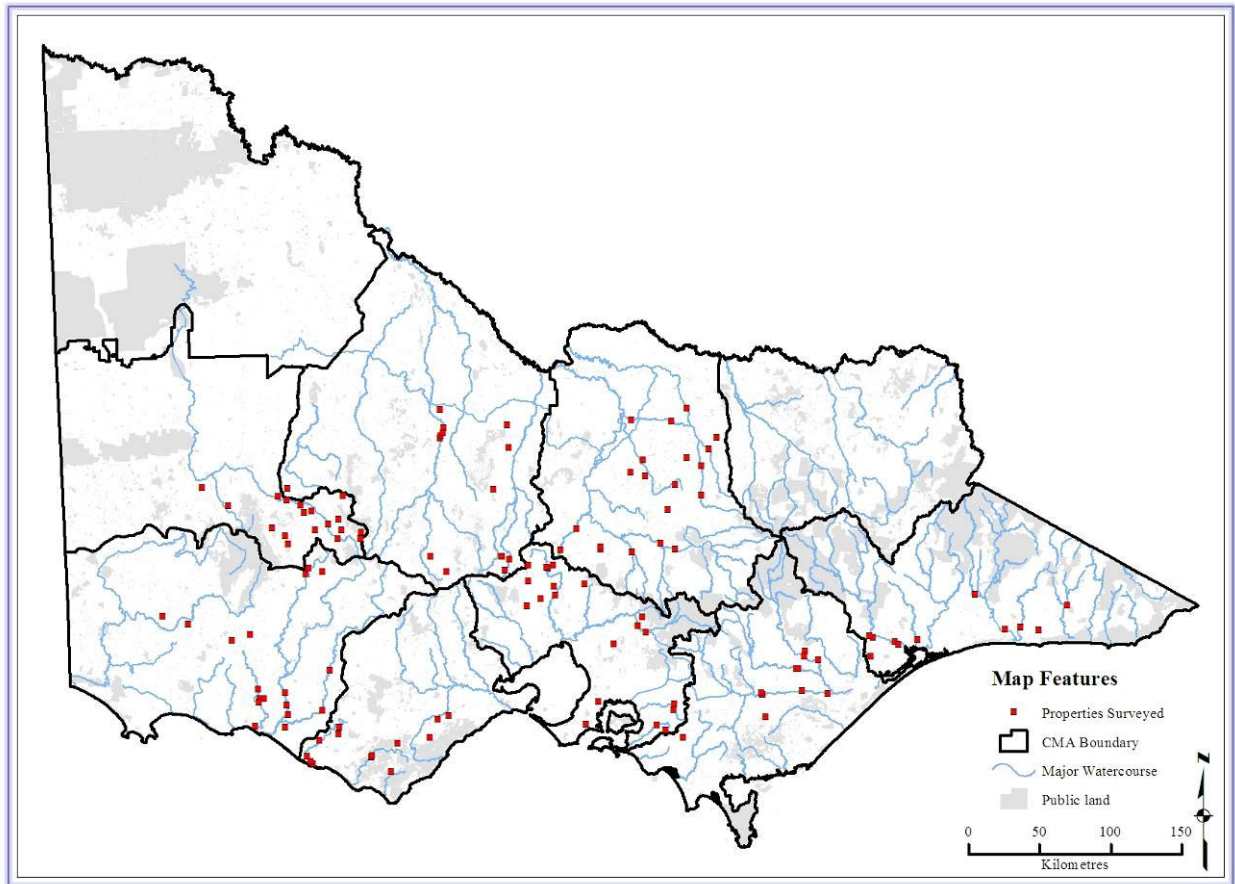 Map Features
Properties Surveyed
CMA Boundary
Major Watercourse
Public land
N
0 50 100 150
Kilometres